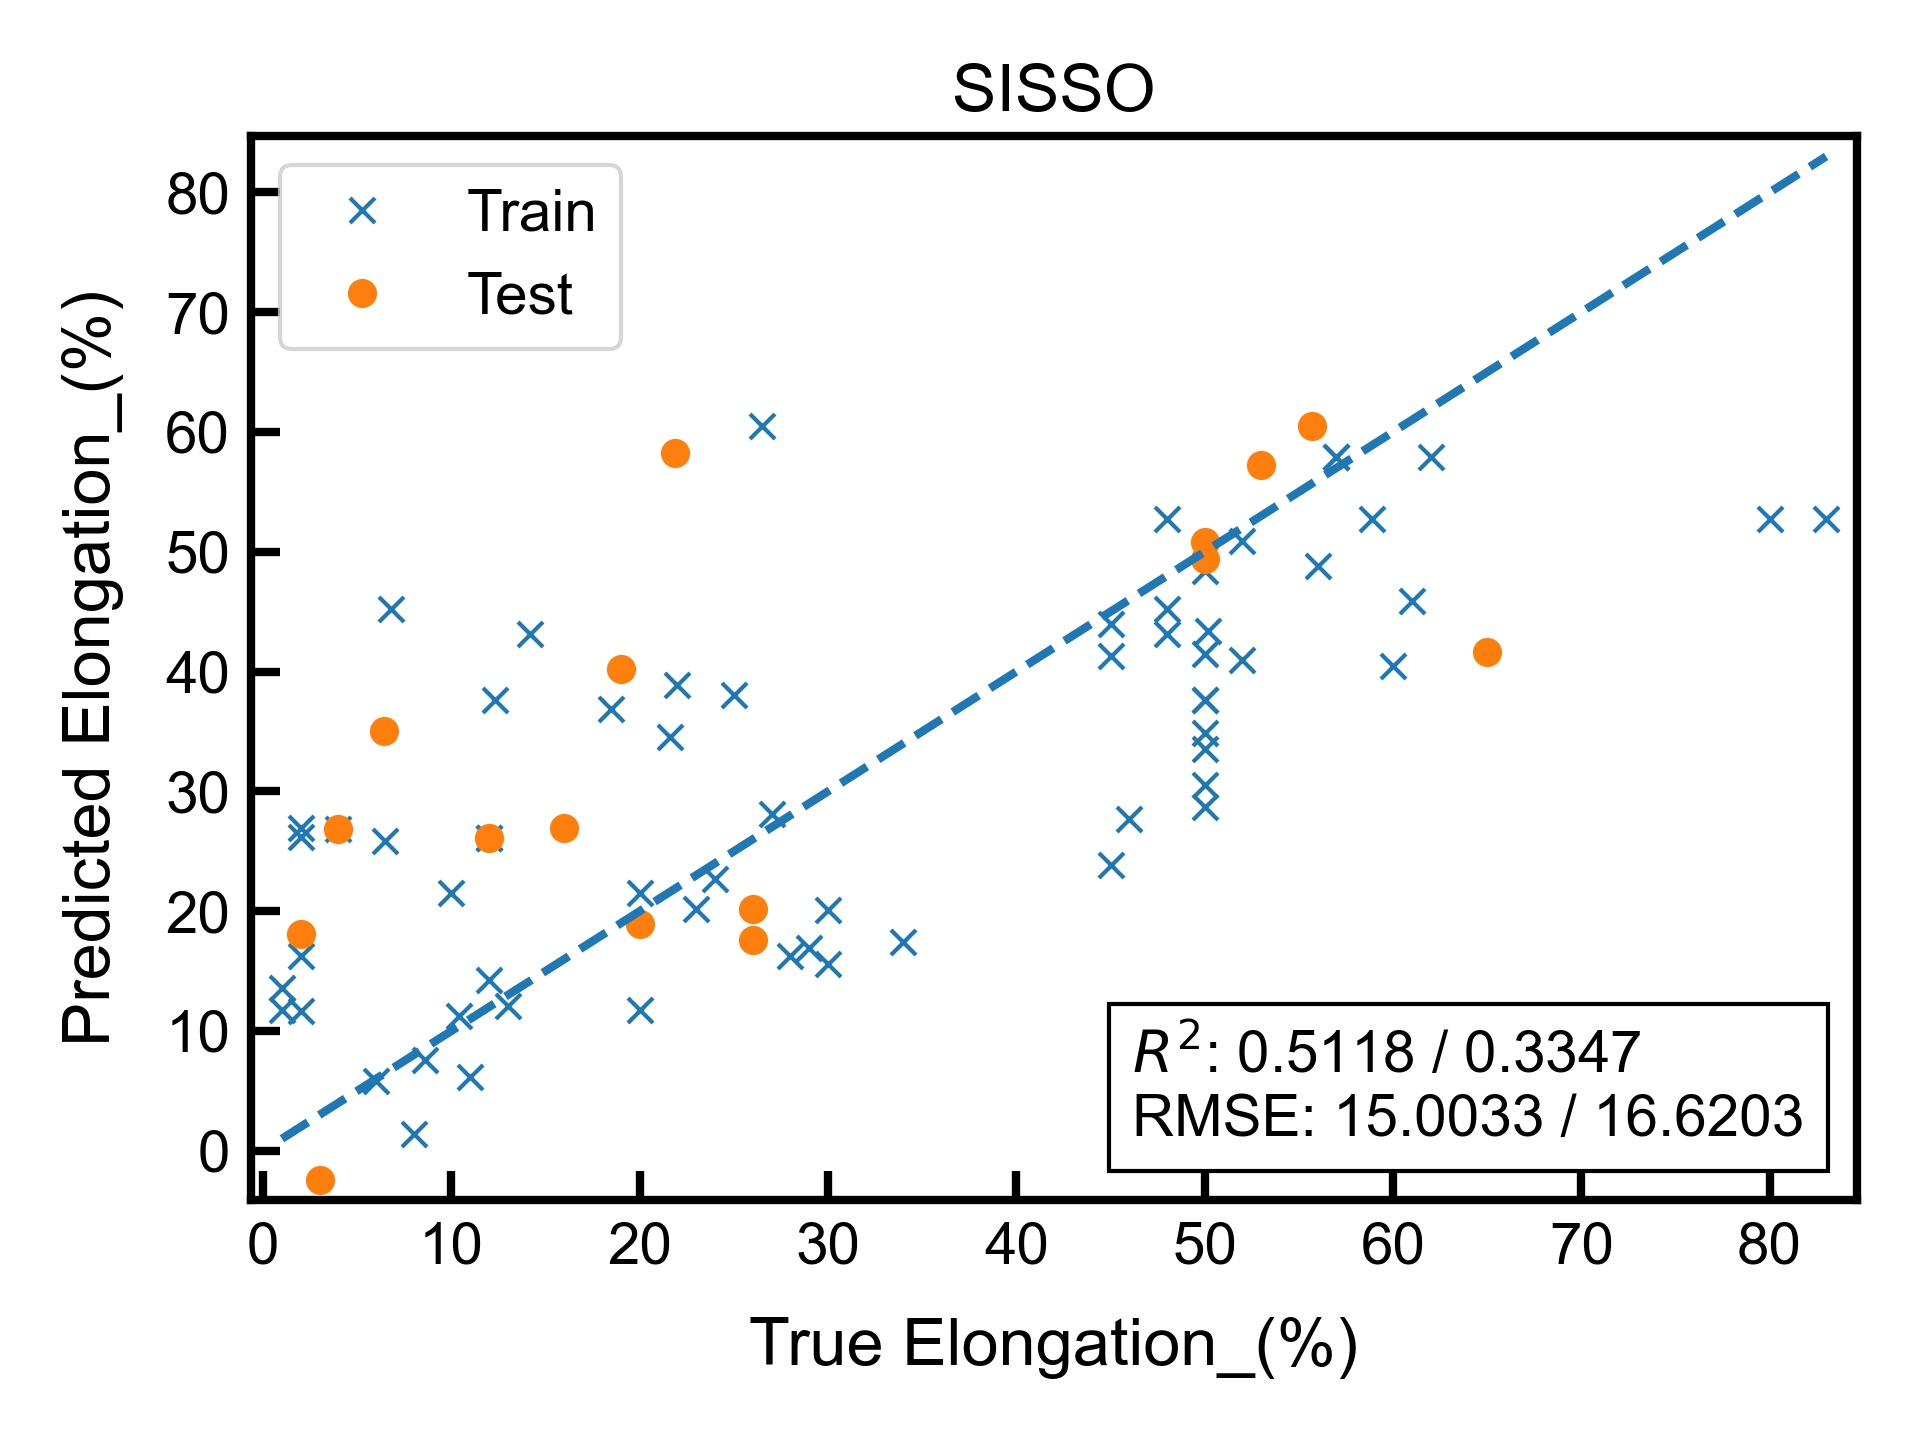 SISSO
Train
Test
Predicted Elongation_(%)
80
70
60
50
40
30
20
10
0
R²: 0.5118 / 0.3347
RMSE: 15.0033 / 16.6203
0 10 20 30 40 50 60 70 80
True Elongation_(%)